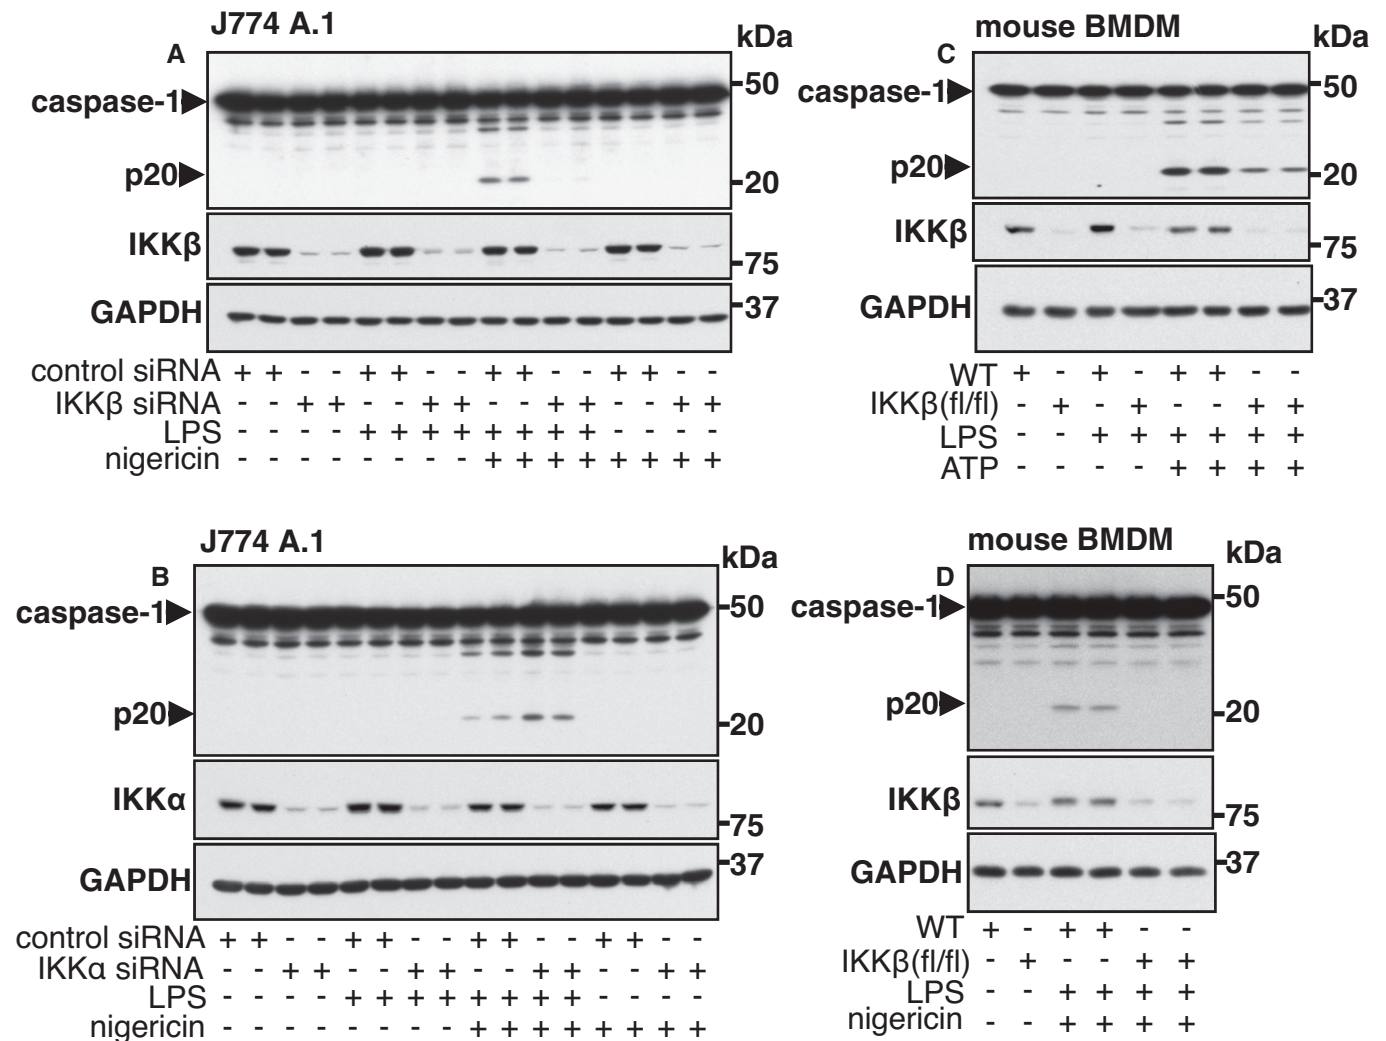 J774 A.1
A
kDa
caspase-1
50
p20
20
IKKβ
75
GAPDH
37
control siRNA + + - - + + - - + + - - + + - -
IKKβ siRNA - - + + - - + + - - + + - - + +
LPS - - - - + + + + + + + + - - - -
nigericin - - - - - - - - + + + + + + + +
mouse BMDM
C
kDa
caspase-1
50
p20
20
IKKβ
75
GAPDH
37
WT + - + - + + - -
IKKβ(fl/fl) - + - + - - + +
LPS - - + + + + + +
ATP - - - - + + + +
J774 A.1
B
kDa
caspase-1
50
p20
20
IKKα
75
GAPDH
37
control siRNA + + - - + + - - + + - - + + - -
IKKα siRNA - - + + - - + + - - + + - - + +
LPS - - - - + + + + + + + + - - - -
nigericin - - - - - - - - + + + + + + + +
mouse BMDM
D
kDa
caspase-1
50
p20
20
IKKβ
75
GAPDH
37
WT + - + + - -
IKKβ(fl/fl) - + - - + +
LPS - - + + + +
nigericin - - + + + +